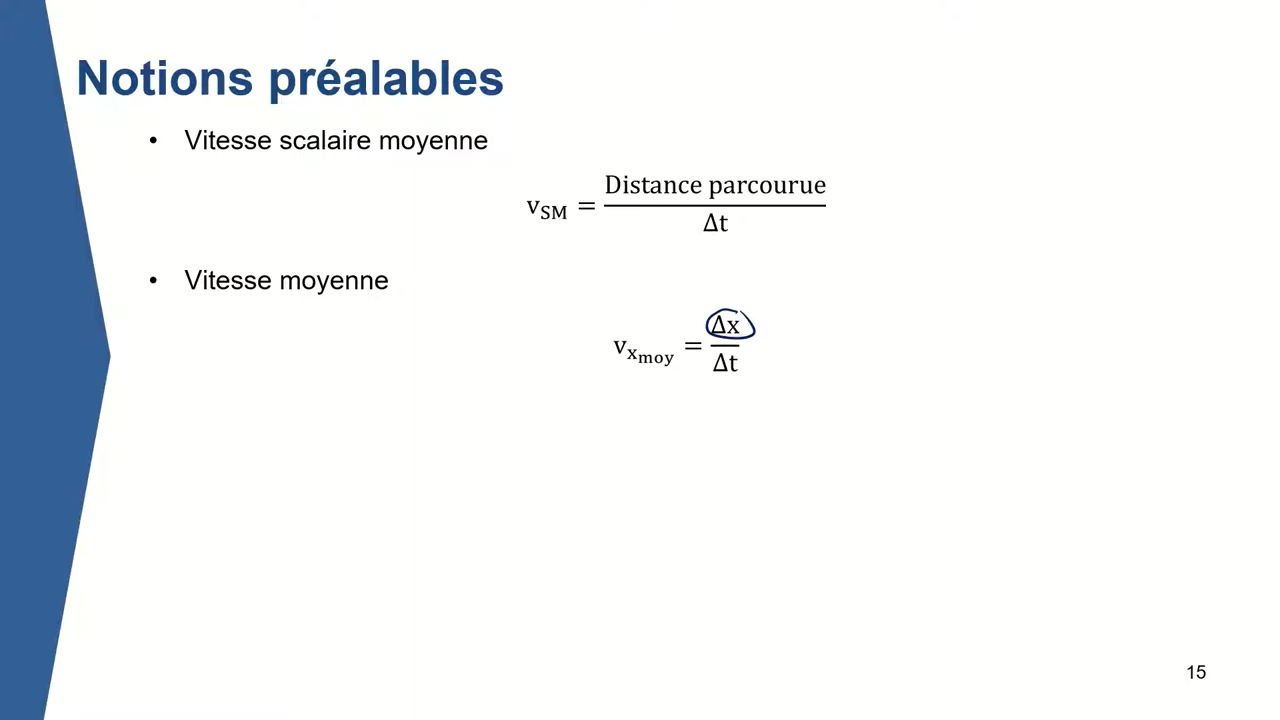 Notions préalables
• Vitesse scalaire moyenne
v_SM = Distance parcourue / Δt
• Vitesse moyenne
v_x_moy = Δx / Δt
15